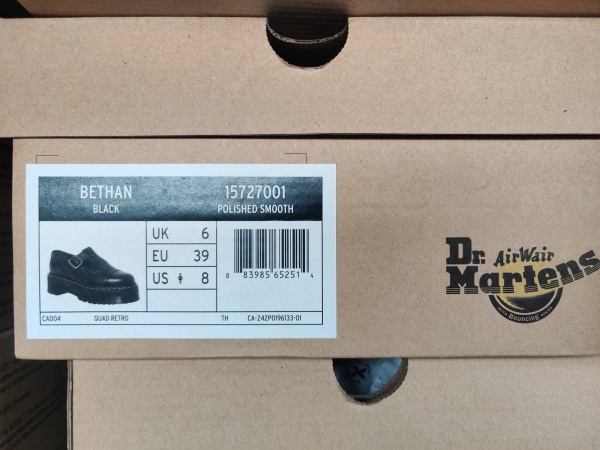 BETHAN 15727001
BLACK POLISHED SMOOTH
UK 6
EU 39
US 8
8 83985 65251 4
CA004 QUAD RETRO TH CA-242P0196133-01
Dr. AirWair
Martens
WITH Bouncing SOLES